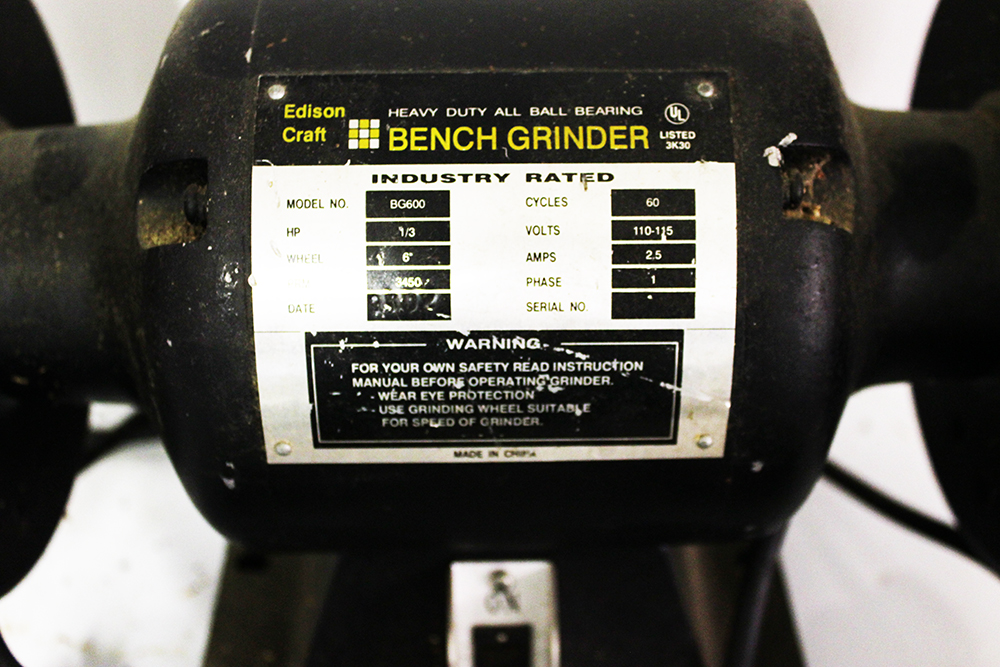 Edison
Craft
HEAVY DUTY ALL BALL BEARING
BENCH GRINDER
UL
LISTED
3K30
INDUSTRY RATED
MODEL NO. BG600 CYCLES 60
HP 1/3 VOLTS 110-115
WHEEL 6" AMPS 2.5
3450 PHASE 1
DATE SERIAL NO.
WARNING
FOR YOUR OWN SAFETY READ INSTRUCTION
MANUAL BEFORE OPERATING GRINDER.
- WEAR EYE PROTECTION
- USE GRINDING WHEEL SUITABLE
FOR SPEED OF GRINDER.
MADE IN CHINA